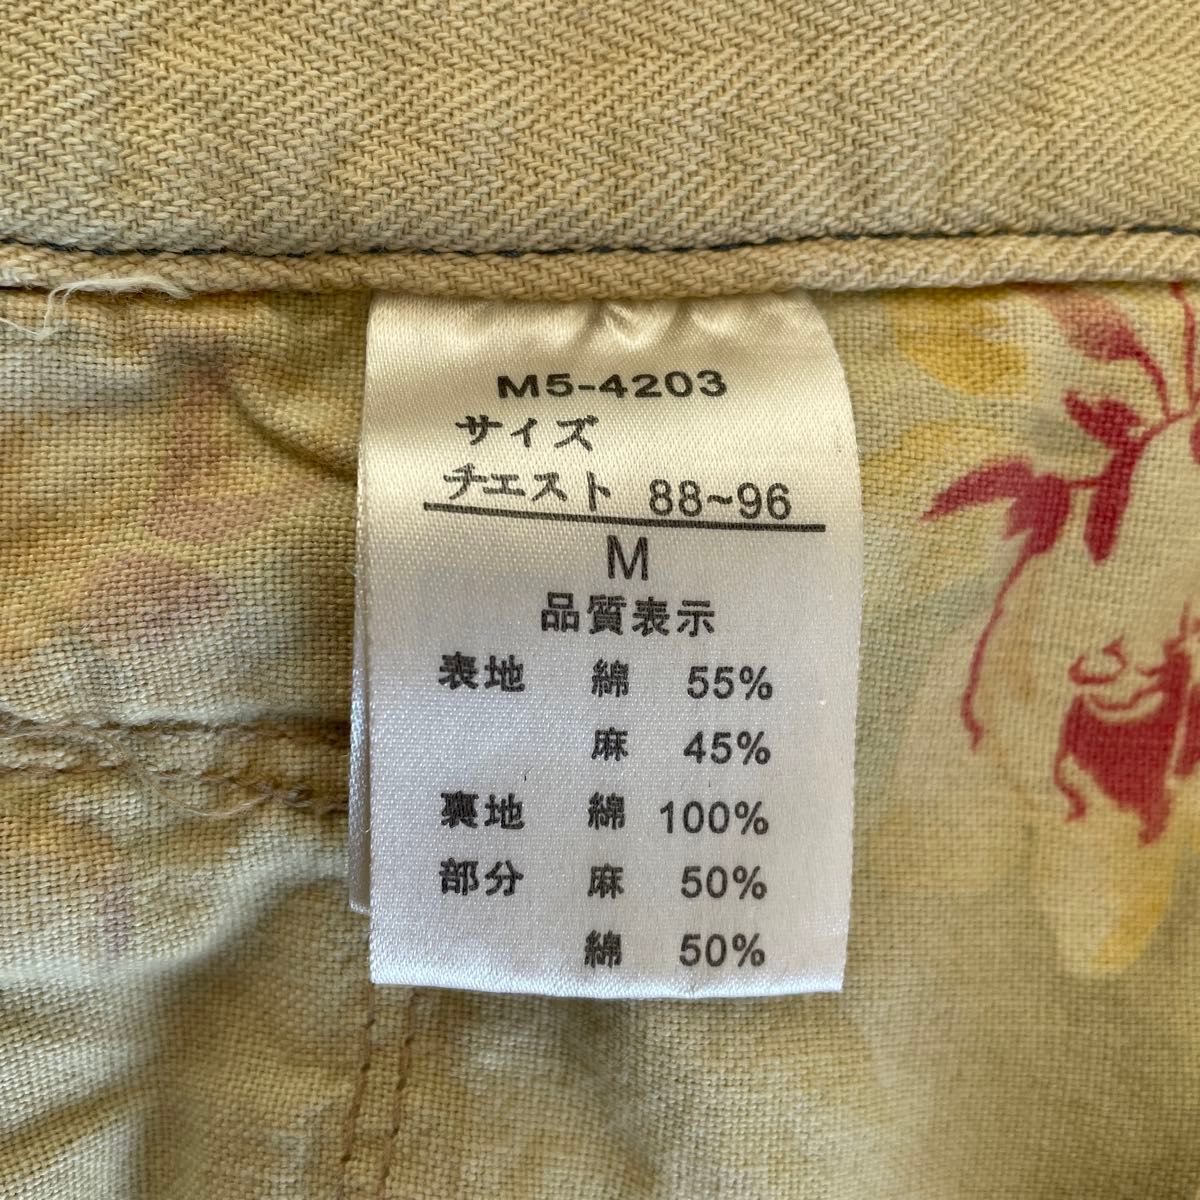 M5-4203
サイズ
チエスト 88~96
M
品質表示
表地 綿 55%
麻 45%
裏地 綿 100%
部分 麻 50%
綿 50%